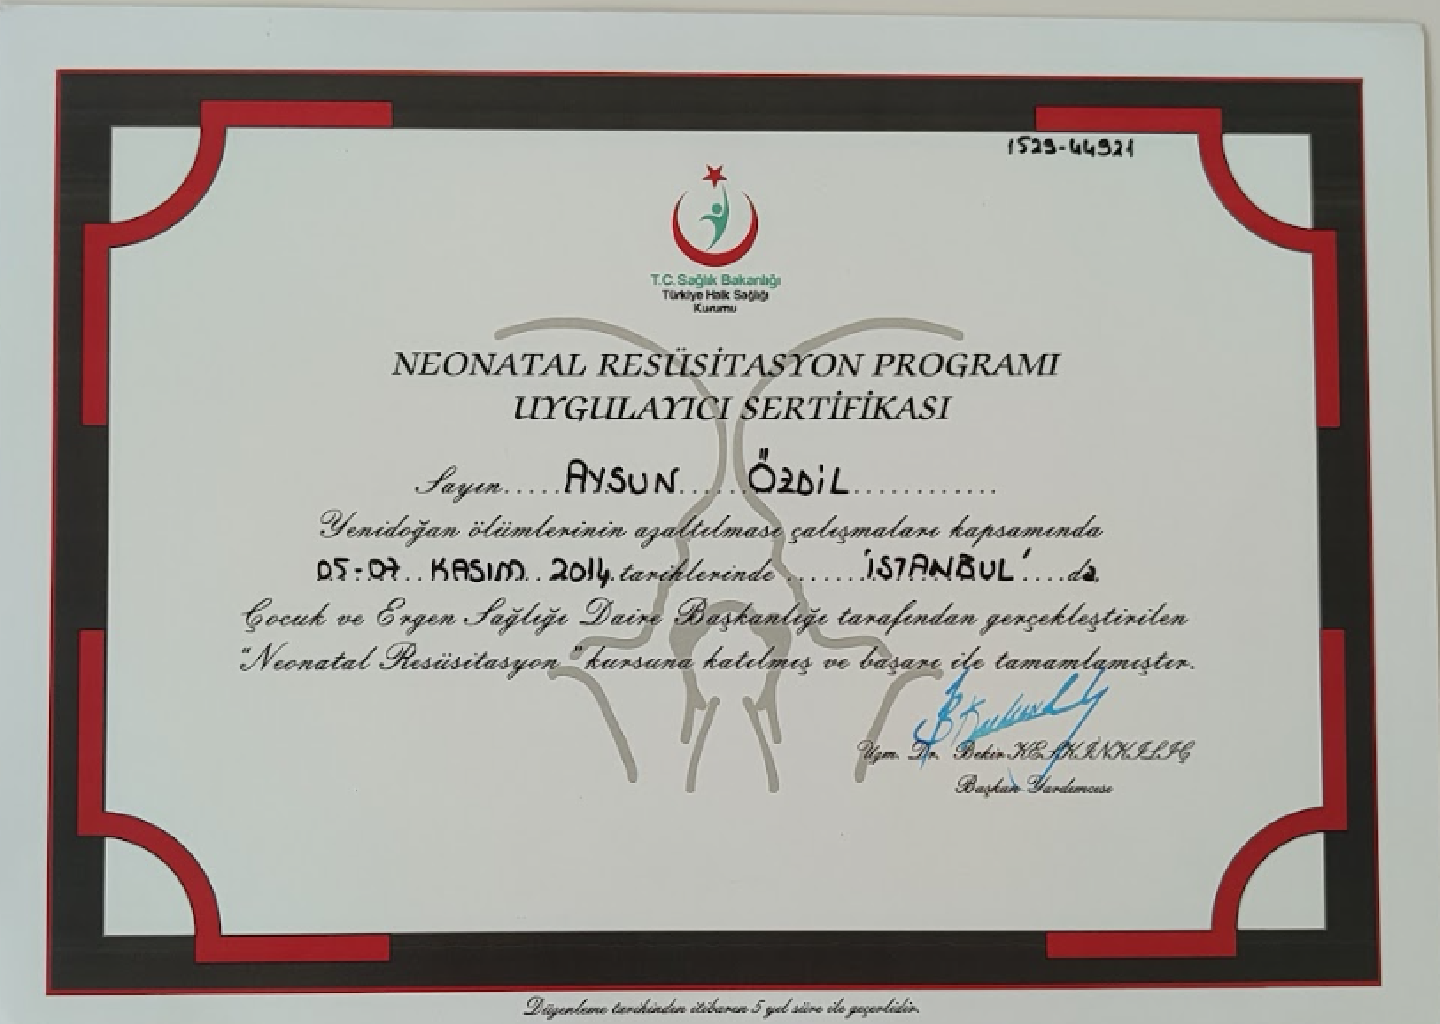 1529-44921
T.C. Sağlık Bakanlığı
Türkiye Halk Sağlığı
Kurumu
NEONATAL RESÜSİTASYON PROGRAMI
UYGULAYICI SERTİFİKASI
Sayın.....AYSUN.....ÖZDİL............
Yenidoğan ölümlerinin azaltılması çalışmaları kapsamında
05-07..KASIM..2014.tarihlerinde......İSTANBUL'....da
Çocuk ve Ergen Sağlığı Daire Başkanlığı tarafından gerçekleştirilen
"Neonatal Resüsitasyon "kursuna katılmış ve başarı ile tamamlamıştır.
Uzm. Dr. Bekir KESKİNKILIÇ
Başkan Yardımcısı
Düzenleme tarihinden itibaren 5 yıl süre ile geçerlidir.